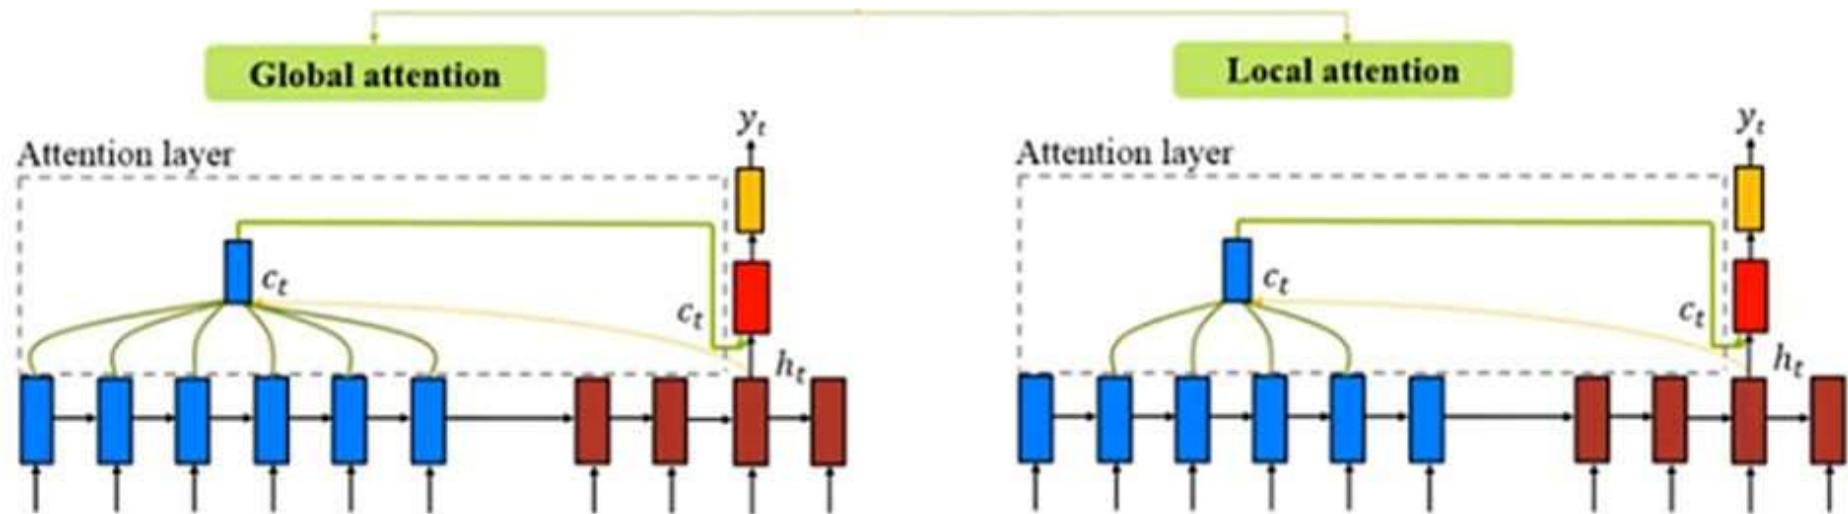 Global attention
Local attention
Attention layer
y_t
c_t
c_t
h_t
Attention layer
y_t
c_t
c_t
h_t